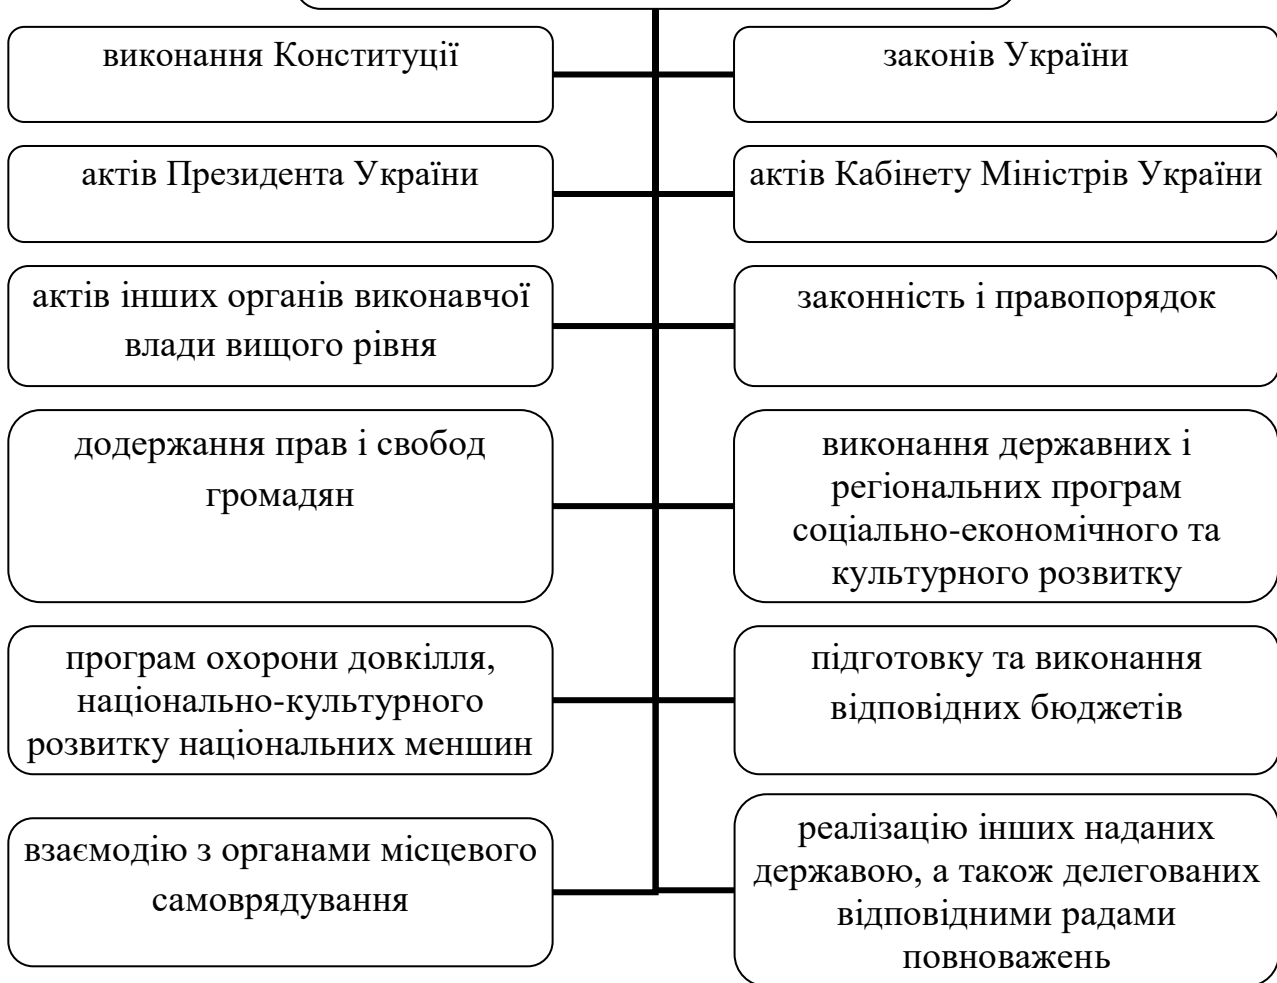 виконання Конституції
законів України
актів Президента України
актів Кабінету Міністрів України
актів інших органів виконавчої
влади вищого рівня
законність і правопорядок
додержання прав і свобод
громадян
виконання державних і
регіональних програм
соціально-економічного та
культурного розвитку
програм охорони довкілля,
національно-культурного
розвитку національних меншин
підготовку та виконання
відповідних бюджетів
взаємодію з органами місцевого
самоврядування
реалізацію інших наданих
державою, а також делегованих
відповідними радами
повноважень